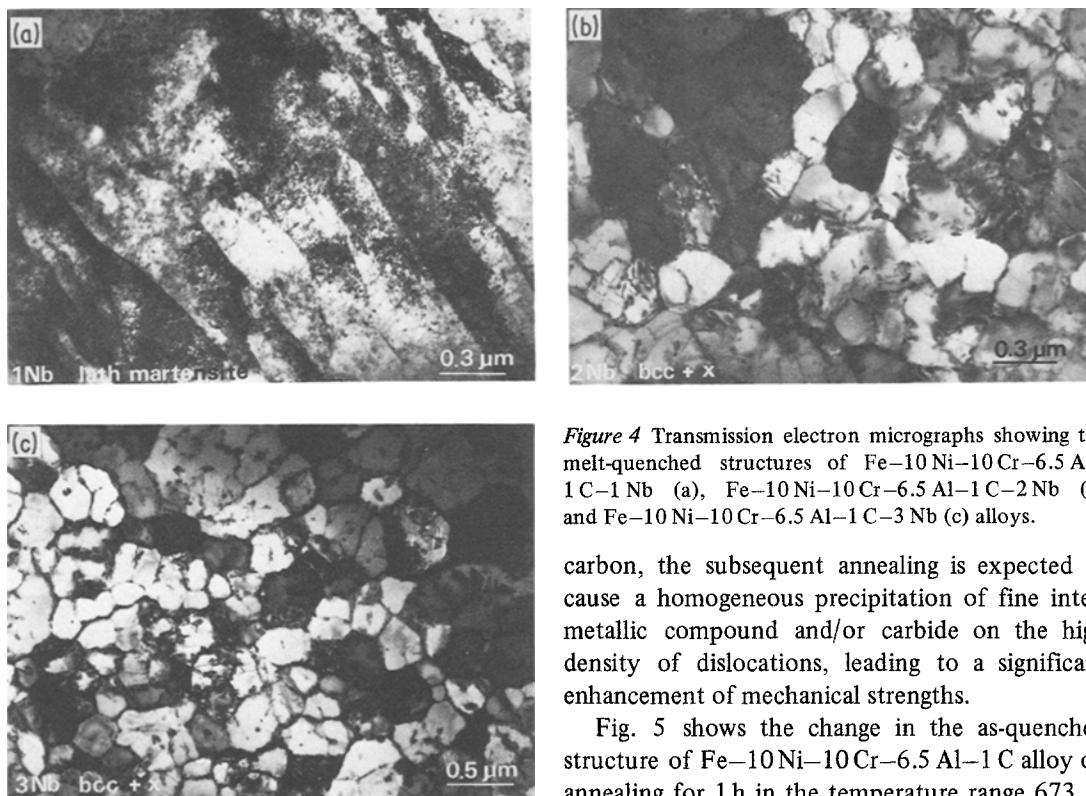 (a)
1Nb lath martensite
0.3 μm
(b)
2Nb bcc + x
0.3 μm
(c)
3Nb bcc + x
0.5 μm
Figure 4 Transmission electron micrographs showing t
melt-quenched structures of Fe–10 Ni–10 Cr–6.5 A
1 C–1 Nb (a), Fe–10 Ni–10 Cr–6.5 Al–1 C–2 Nb (
and Fe–10 Ni–10 Cr–6.5 Al–1 C–3 Nb (c) alloys.
carbon, the subsequent annealing is expected
cause a homogeneous precipitation of fine inte
metallic compound and/or carbide on the hig
density of dislocations, leading to a significa
enhancement of mechanical strengths.
Fig. 5 shows the change in the as-quenche
structure of Fe–10 Ni–10 Cr–6.5 Al–1 C alloy o
annealing for 1 h in the temperature range 673